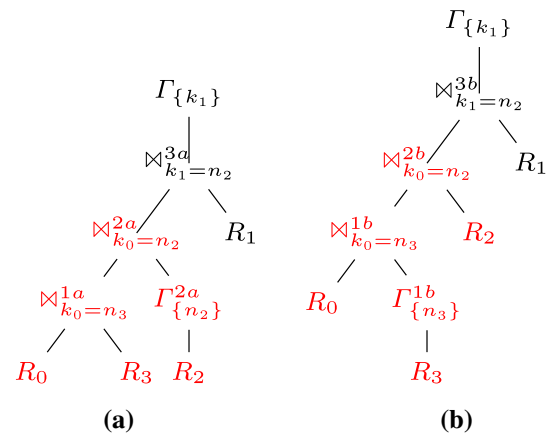 Γ{k₁}
Γ{k₁}
⋈³ᵇ k₁=n₂
⋈³ᵃ k₁=n₂
⋈²ᵇ k₀=n₂
R₁
⋈²ᵃ k₀=n₂
R₁
⋈¹ᵇ k₀=n₃
R₂
⋈¹ᵃ k₀=n₃
Γ²ᵃ {n₂}
R₀
Γ¹ᵇ {n₃}
R₀ R₃ R₂
R₃
(a) (b)